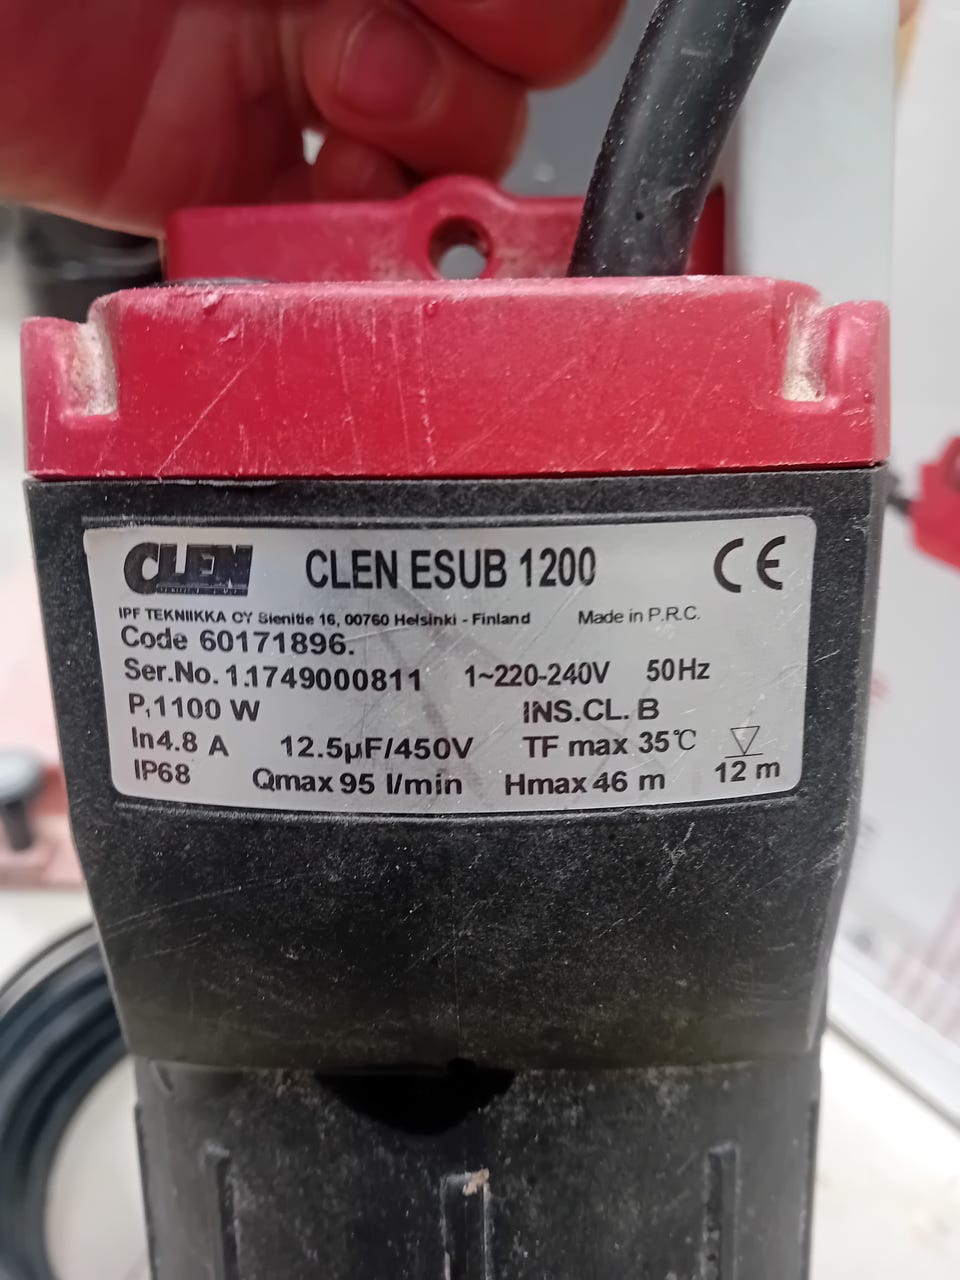 CLEN
CLEN ESUB 1200
CE
IPF TEKNIIKKA OY Sienitie 16, 00760 Helsinki - Finland Made in P.R.C.
Code 60171896.
Ser.No. 1.1749000811 1~220-240V 50Hz
P₁1100 W INS.CL. B
In4.8 A 12.5µF/450V TF max 35℃
IP68 Qmax 95 l/min Hmax 46 m 12 m